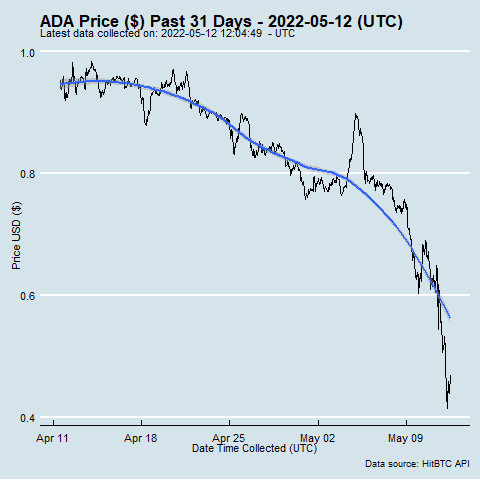 ADA Price ($) Past 31 Days - 2022-05-12 (UTC)
Latest data collected on: 2022-05-12 12:04:49 - UTC
1.0
0.8
0.6
0.4
Price USD ($)
Apr 11 Apr 18 Apr 25 May 02 May 09
Date Time Collected (UTC)
Data source: HitBTC API